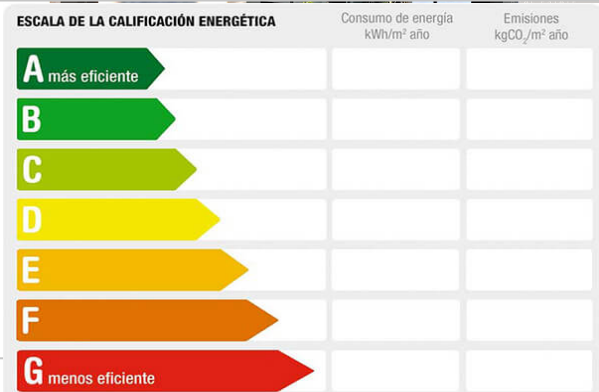 ESCALA DE LA CALIFICACIÓN ENERGÉTICA
Consumo de energía
kWh/m² año
Emisiones
kgCO₂/m² año
A más eficiente
B
C
D
E
F
G menos eficiente